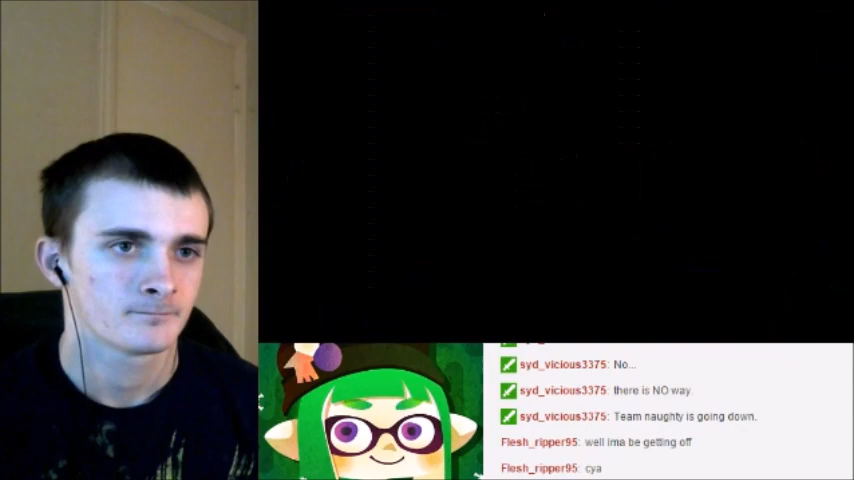 syd_vicious3375: No...
syd_vicious3375: there is NO way.
syd_vicious3375: Team naughty is going down.
Flesh_ripper95: well ima be getting off
Flesh_ripper95: cya